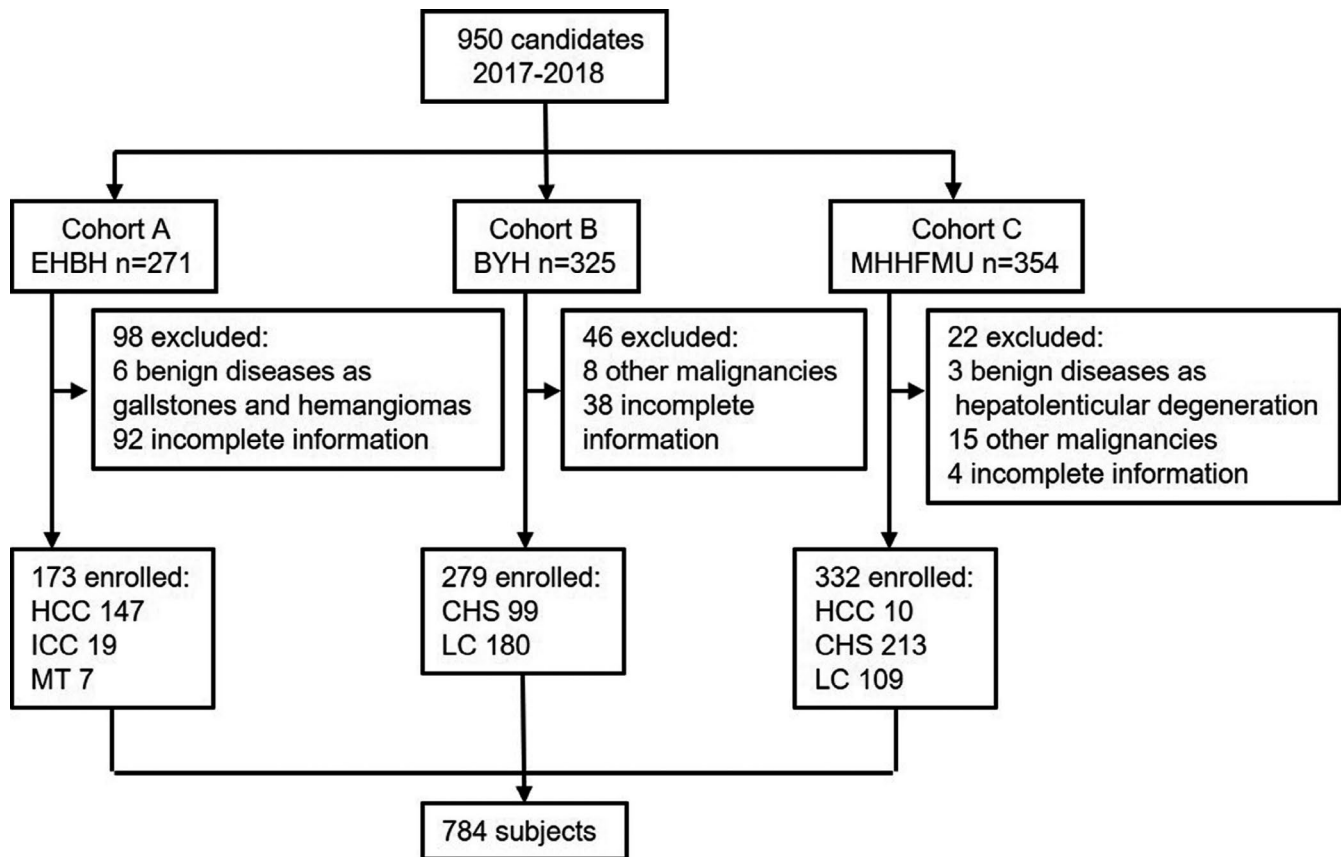 950 candidates
2017-2018
Cohort A
EHBH n=271
Cohort B
BYH n=325
Cohort C
MHHFMU n=354
98 excluded:
6 benign diseases as
gallstones and hemangiomas
92 incomplete information
46 excluded:
8 other malignancies
38 incomplete
information
22 excluded:
3 benign diseases as
hepatolenticular degeneration
15 other malignancies
4 incomplete information
173 enrolled:
HCC 147
ICC 19
MT 7
279 enrolled:
CHS 99
LC 180
332 enrolled:
HCC 10
CHS 213
LC 109
784 subjects